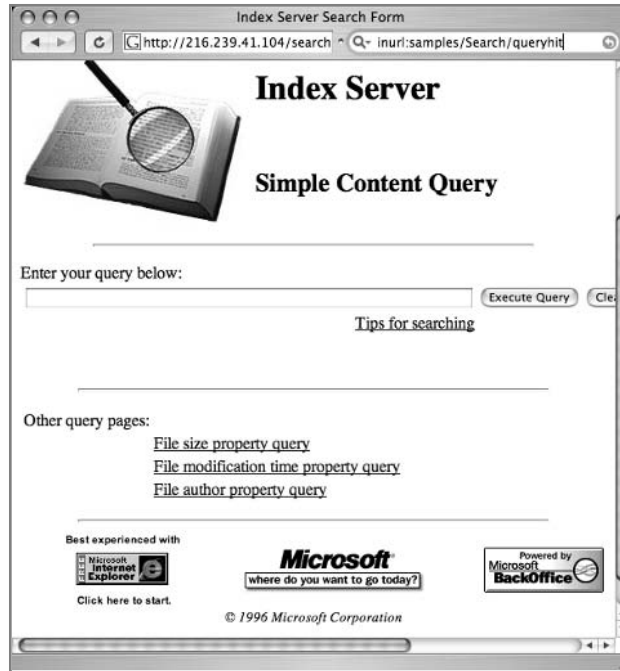 Index Server Search Form
http://216.239.41.104/search
inurl:samples/Search/queryhit
Index Server
Simple Content Query
Enter your query below:
Execute Query
Tips for searching
Other query pages:
File size property query
File modification time property query
File author property query
Best experienced with
FREE
Microsoft
Internet
Explorer
Click here to start.
Microsoft
where do you want to go today?
Powered by
Microsoft
BackOffice
© 1996 Microsoft Corporation